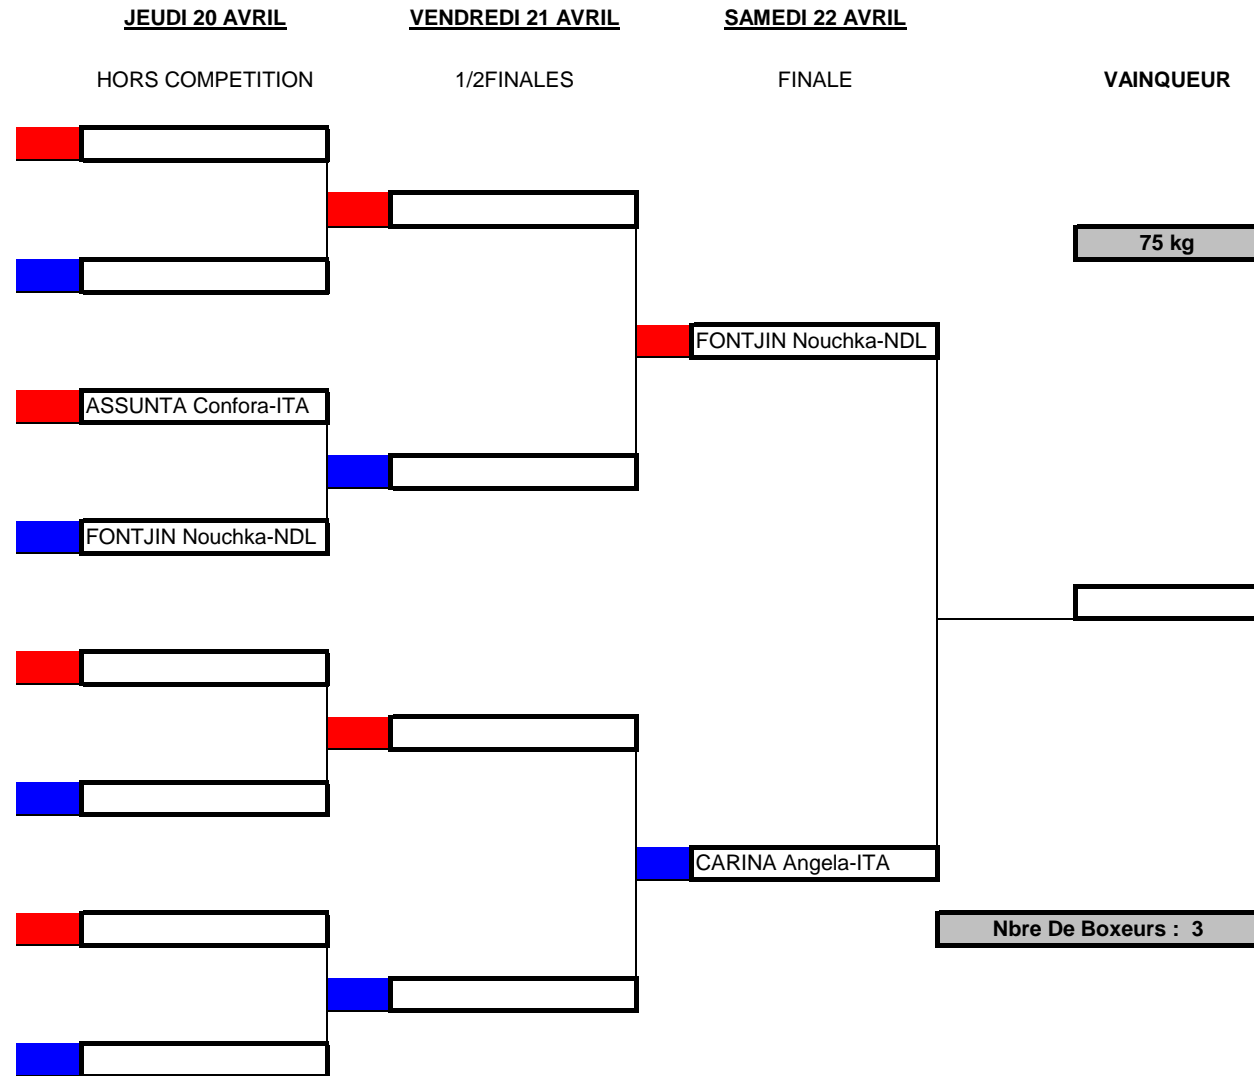 JEUDI 20 AVRIL VENDREDI 21 AVRIL SAMEDI 22 AVRIL
HORS COMPETITION 1/2FINALES FINALE VAINQUEUR
75 kg
FONTJIN Nouchka-NDL
ASSUNTA Confora-ITA
FONTJIN Nouchka-NDL
CARINA Angela-ITA
Nbre De Boxeurs : 3